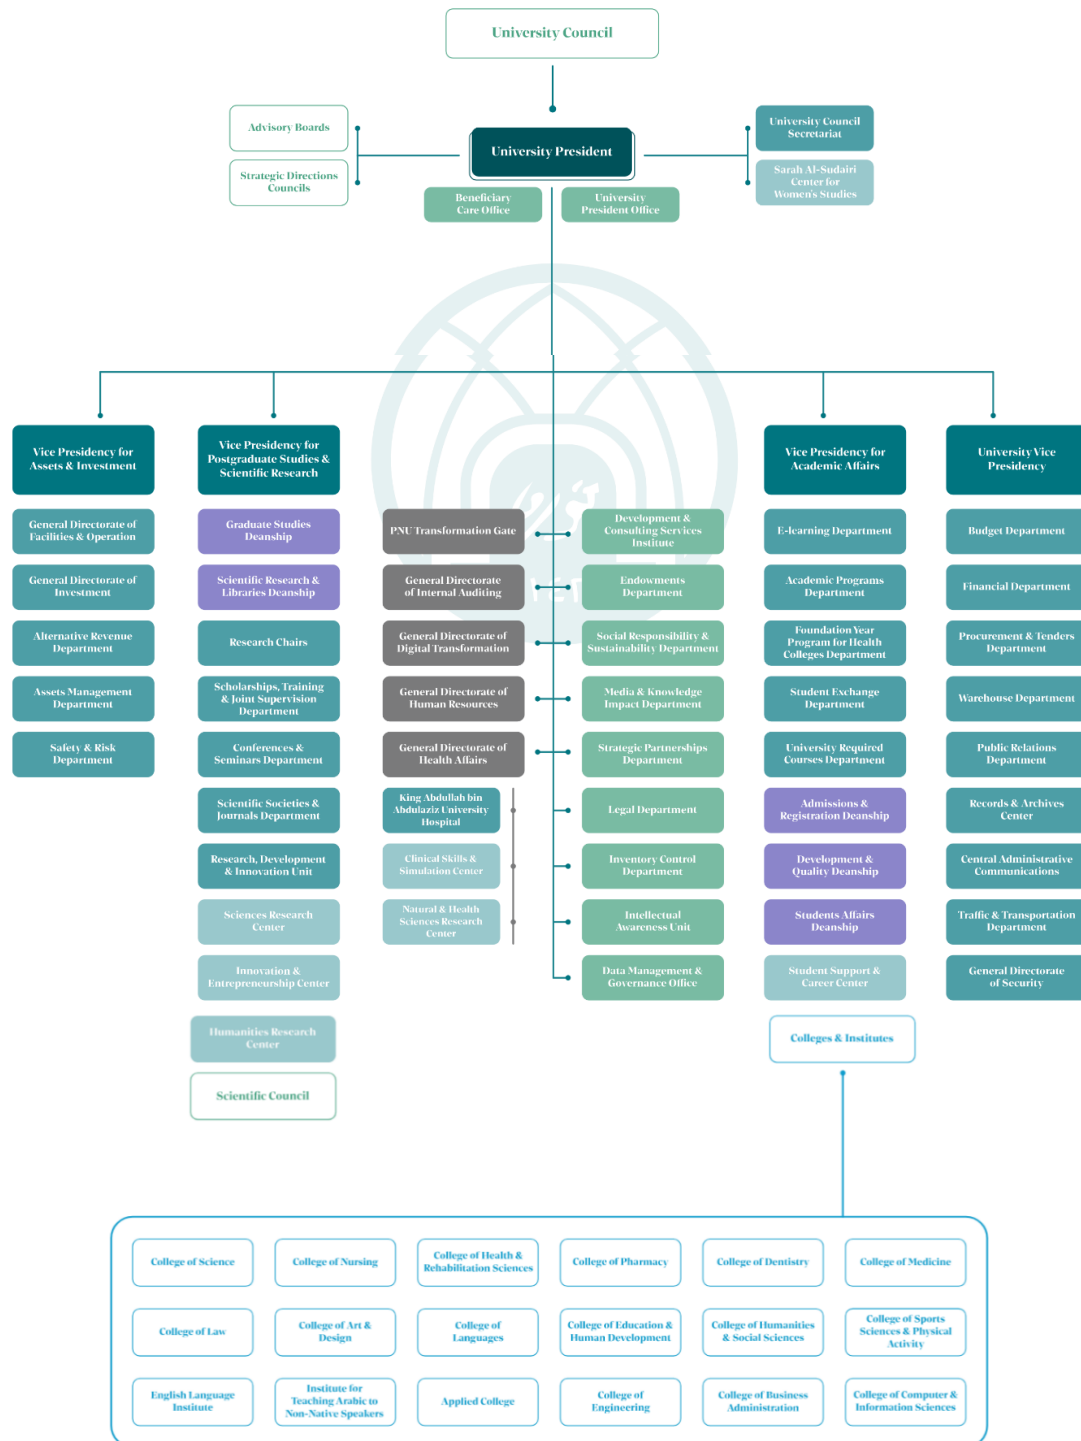 University Council
Advisory Boards
Strategic Directions
Councils
University President
University Council
Secretariat
Sarah Al-Sudairi
Center for
Women's Studies
Beneficiary
Care Office
University
President Office
Vice Presidency for
Assets & Investment
General Directorate of
Facilities & Operation
General Directorate of
Investment
Alternative Revenue
Department
Assets Management
Department
Safety & Risk
Department
Vice Presidency for
Postgraduate Studies &
Scientific Research
Graduate Studies
Deanship
Scientific Research &
Libraries Deanship
Research Chairs
Scholarships, Training
& Joint Supervision
Department
Conferences &
Seminars Department
Scientific Societies &
Journals Department
Research, Development
& Innovation Unit
Sciences Research
Center
Innovation &
Entrepreneurship Center
Humanities Research
Center
Scientific Council
PNU Transformation Gate
General Directorate
of Internal Auditing
General Directorate of
Digital Transformation
General Directorate of
Human Resources
General Directorate of
Health Affairs
King Abdullah bin
Abdulaziz University
Hospital
Clinical Skills &
Simulation Center
Natural & Health
Sciences Research
Center
Development &
Consulting Services
Institute
Endowments
Department
Social Responsibility &
Sustainability Department
Media & Knowledge
Impact Department
Strategic Partnerships
Department
Legal Department
Inventory Control
Department
Intellectual
Awareness Unit
Data Management &
Governance Office
Vice Presidency for
Academic Affairs
E-learning Department
Academic Programs
Department
Foundation Year
Program for Health
Colleges Department
Student Exchange
Department
University Required
Courses Department
Admissions &
Registration Deanship
Development &
Quality Deanship
Students Affairs
Deanship
Student Support &
Career Center
Colleges & Institutes
University Vice
Presidency
Budget Department
Financial Department
Procurement & Tenders
Department
Warehouse Department
Public Relations
Department
Records & Archives
Center
Central Administrative
Communications
Traffic & Transportation
Department
General Directorate
of Security
College of Science
College of Nursing
College of Health &
Rehabilitation Sciences
College of Pharmacy
College of Dentistry
College of Medicine
College of Law
College of Art &
Design
College of
Languages
College of Education &
Human Development
College of Humanities
& Social Sciences
College of Sports
Sciences & Physical
Activity
English Language
Institute
Institute for
Teaching Arabic to
Non-Native Speakers
Applied College
College of
Engineering
College of Business
Administration
College of Computer &
Information Sciences